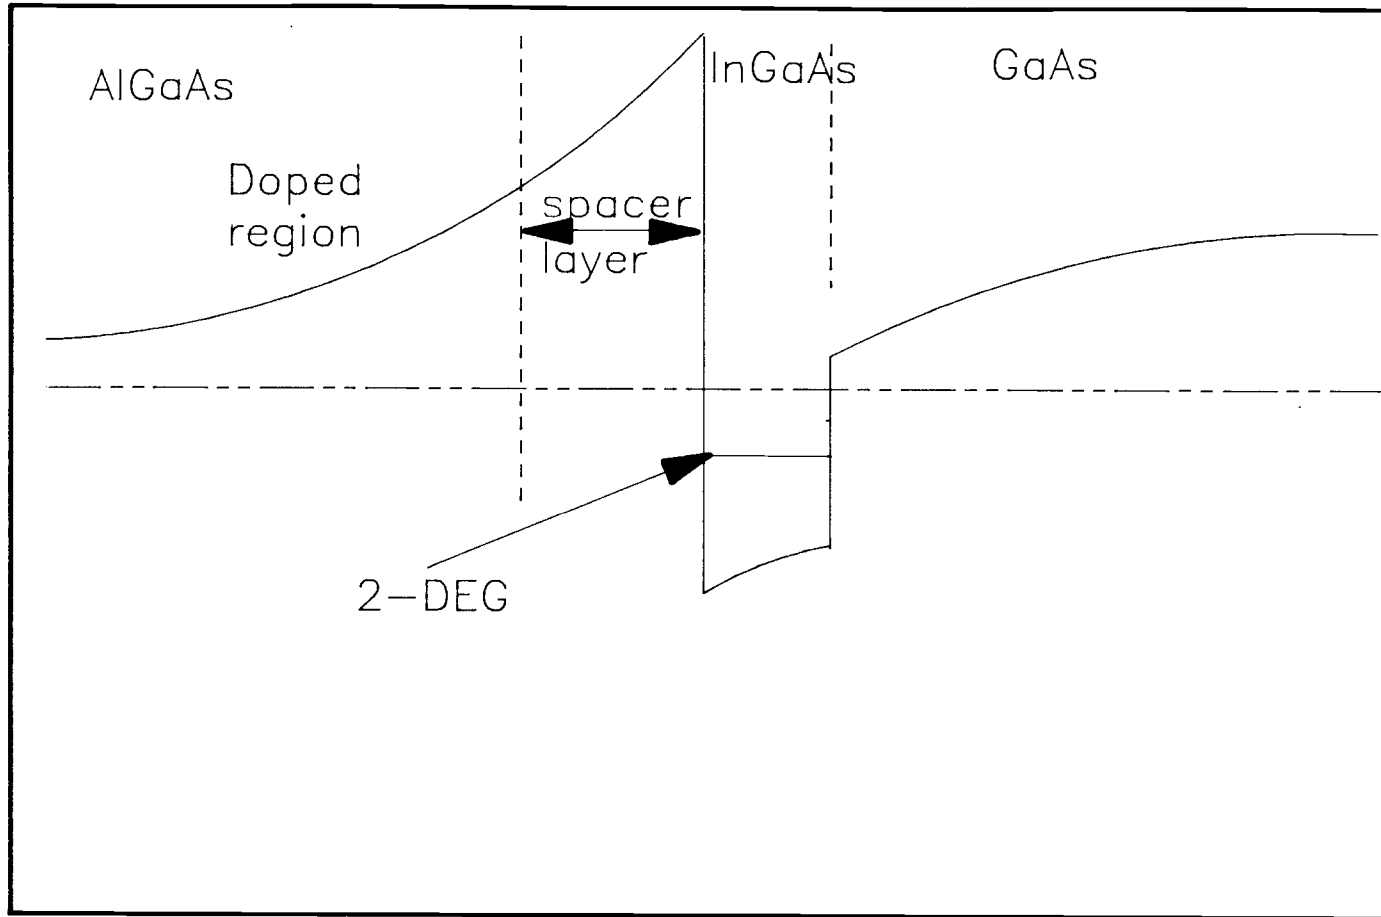 AlGaAs
InGaAs
GaAs
Doped
region
spacer
layer
2-DEG